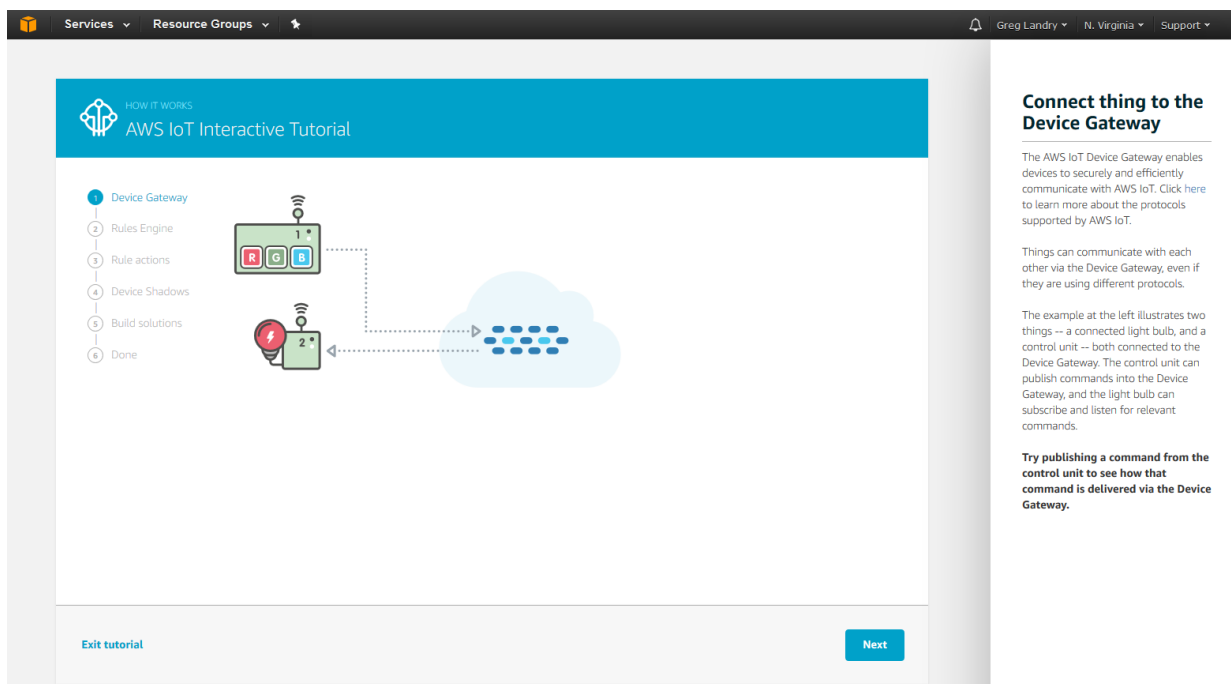 Services Resource Groups Greg Landry N. Virginia Support
HOW IT WORKS
AWS IoT Interactive Tutorial
1 Device Gateway
2 Rules Engine
3 Rule actions
4 Device Shadows
5 Build solutions
6 Done
1
R G B
2
Exit tutorial
Next
Connect thing to the
Device Gateway
The AWS IoT Device Gateway enables
devices to securely and efficiently
communicate with AWS IoT. Click here
to learn more about the protocols
supported by AWS IoT.
Things can communicate with each
other via the Device Gateway, even if
they are using different protocols.
The example at the left illustrates two
things -- a connected light bulb, and a
control unit -- both connected to the
Device Gateway. The control unit can
publish commands into the Device
Gateway, and the light bulb can
subscribe and listen for relevant
commands.
Try publishing a command from the
control unit to see how that
command is delivered via the Device
Gateway.